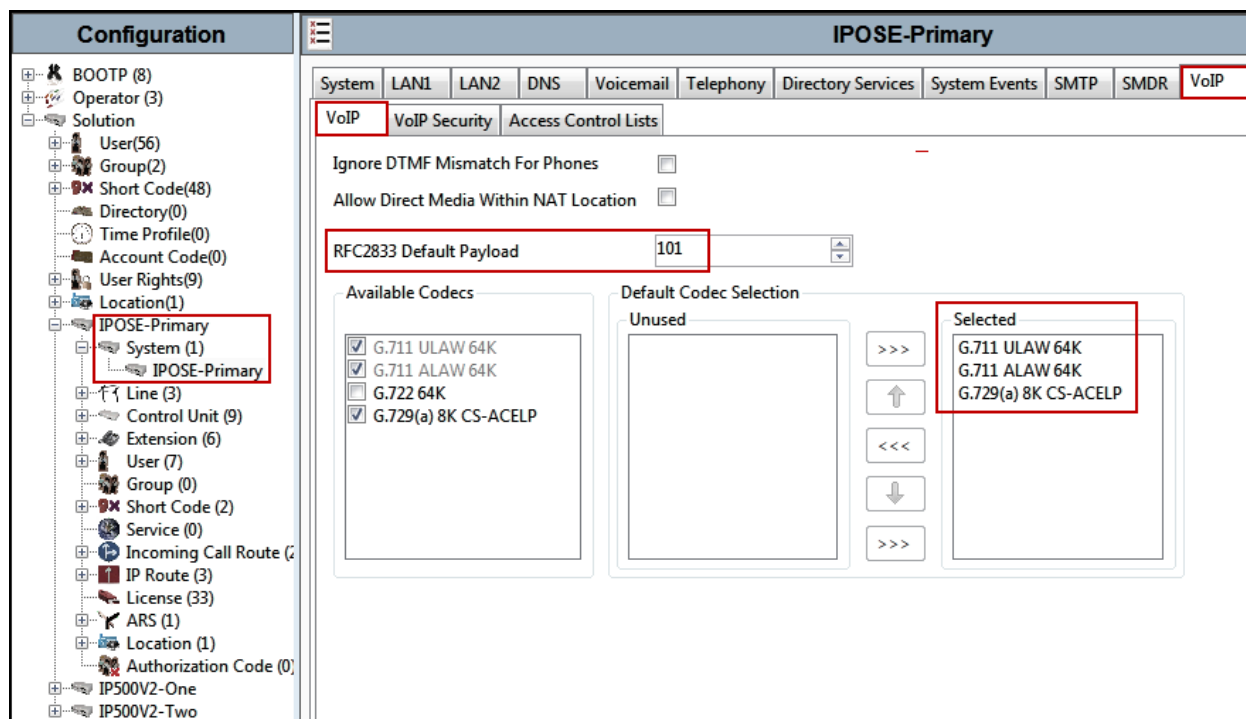 Configuration
BOOTP (8)
Operator (3)
Solution
User(56)
Group(2)
Short Code(48)
Directory(0)
Time Profile(0)
Account Code(0)
User Rights(9)
Location(1)
IPOSE-Primary
System (1)
IPOSE-Primary
Line (3)
Control Unit (9)
Extension (6)
User (7)
Group (0)
Short Code (2)
Service (0)
Incoming Call Route (2
IP Route (3)
License (33)
ARS (1)
Location (1)
Authorization Code (0)
IP500V2-One
IP500V2-Two
IPOSE-Primary
System LAN1 LAN2 DNS Voicemail Telephony Directory Services System Events SMTP SMDR VoIP
VoIP VoIP Security Access Control Lists
Ignore DTMF Mismatch For Phones
Allow Direct Media Within NAT Location
RFC2833 Default Payload 101
Available Codecs
G.711 ULAW 64K
G.711 ALAW 64K
G.722 64K
G.729(a) 8K CS-ACELP
Default Codec Selection
Unused
>>>
<<<
>>>
Selected
G.711 ULAW 64K
G.711 ALAW 64K
G.729(a) 8K CS-ACELP